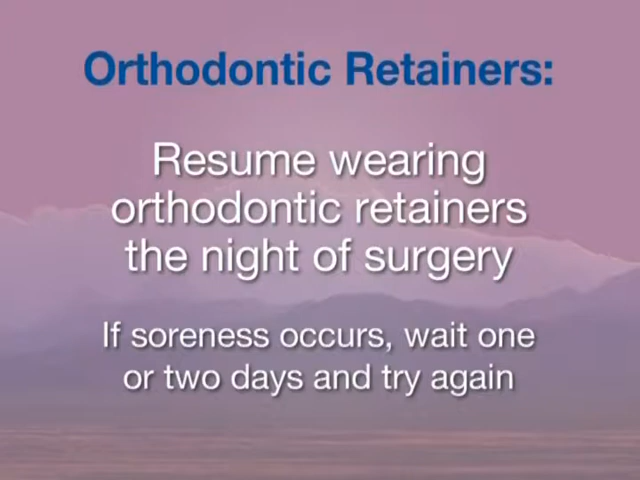 Orthodontic Retainers:
Resume wearing
orthodontic retainers
the night of surgery
If soreness occurs, wait one
or two days and try again